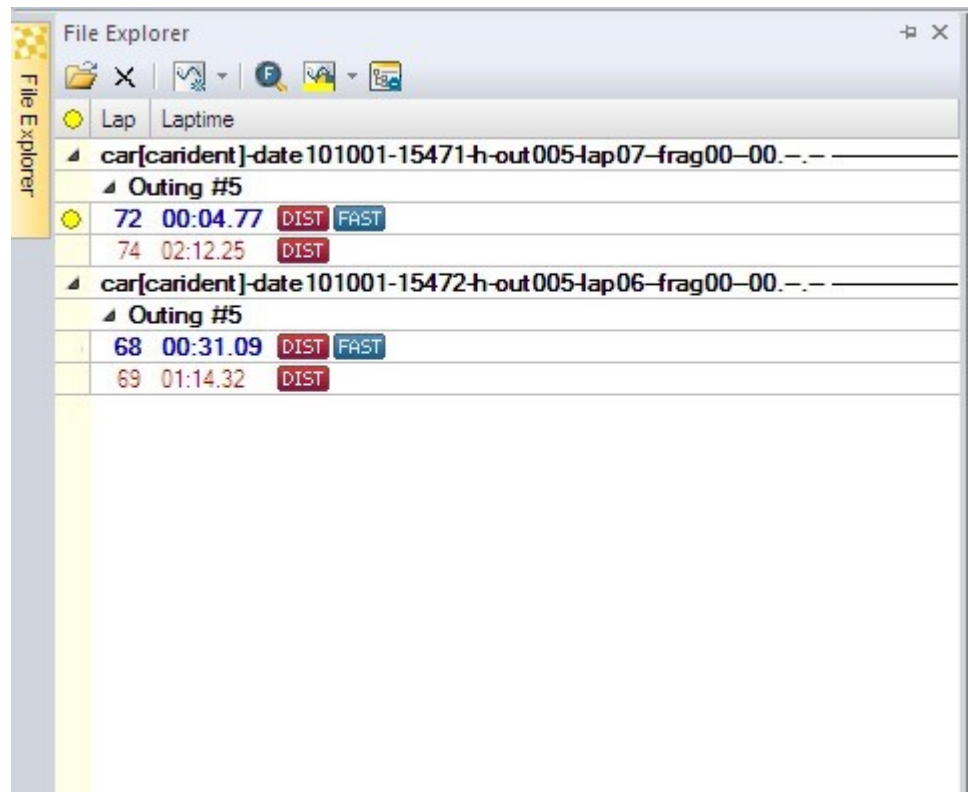 File Explorer
File Explorer
F
Lap Laptime
car[carident]-date101001-15471-h-out005-lap07--frag00--00.--.--
Outing #5
72 00:04.77 DIST FAST
74 02:12.25 DIST
car[carident]-date101001-15472-h-out005-lap06--frag00--00.--.--
Outing #5
68 00:31.09 DIST FAST
69 01:14.32 DIST